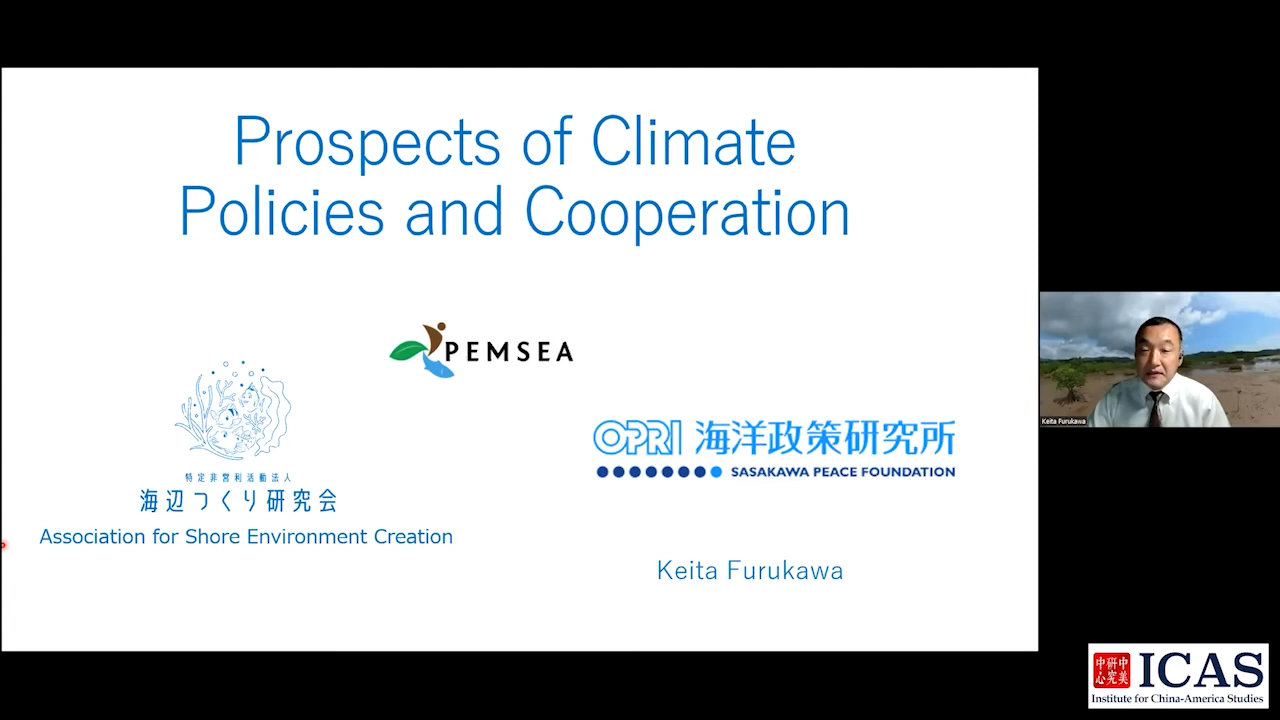 Prospects of Climate
Policies and Cooperation
PEMSEA
OPRI 海洋政策研究所
SASAKAWA PEACE FOUNDATION
特定非営利活動法人
海辺つくり研究会
Association for Shore Environment Creation
Keita Furukawa
Keita Furukawa
中研中
心究美
ICAS
Institute for China-America Studies